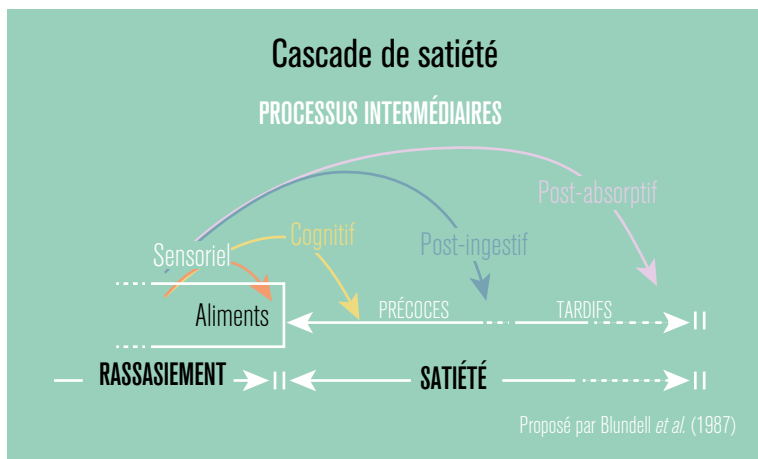 Cascade de satiété
PROCESSUS INTERMÉDIAIRES
Post-absorptif
Cognitif
Post-ingestif
Sensoriel
Aliments
PRÉCOCES
TARDIFS
RASSASIEMENT
SATIÉTÉ
Proposé par Blundell et al. (1987)